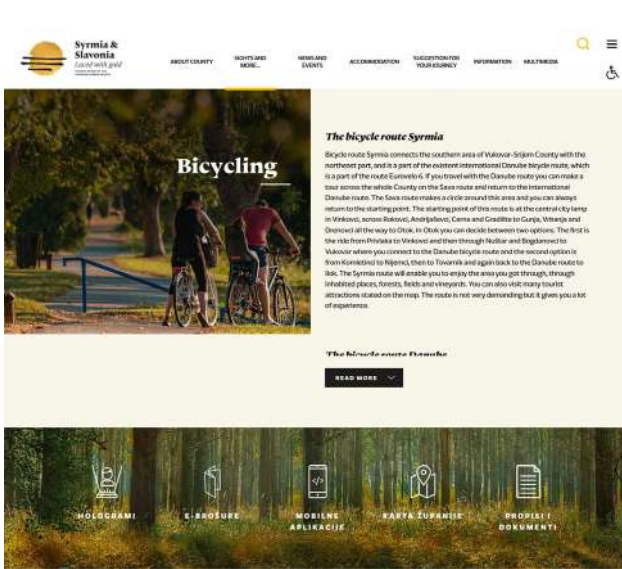 Syrmia &
Slavonia
Laced with gold
ABOUT COUNTY
SIGHTS AND
MORE...
NEWS AND
EVENTS
ACCOMMODATION
SUGGESTION FOR
YOUR JOURNEY
INFORMATION
MULTIMEDIA
Bicycling
The bicycle route Syrmia
Bicycle route Syrmia connects the southern area of Vukovar-Srijem County with the
northeast part, and is a part of the existent international Danube bicycle route, which
is a part of the route Eurovelo 6. If you travel with the Danube route you can make a
tour across the whole County on the Sava route and return to the international
Danube route. The Sava route makes a circle around this area and you can always
return to the starting point. The starting point of this route is at the central city lamp
in Vinkovci, across Rokovci, Andrijaševci, Cerna and Gradište to Gunja, Vrbanja and
Drenovci all the way to Otok. In Otok you can decide between two options. The first is
the ride from Privlaka to Vinkovci and then through Nuštar and Bogdanovci to
Vukovar where you connect to the Danube bicycle route and the second option is
from Komletinci to Nijemci, then to Tovarnik and again back to the Danube route to
Ilok. The Syrmia route will enable you to enjoy the area you got through, through
inhabited places, forests, fields and vineyards. You can also visit many tourist
attractions stated on the map. The route is not very demanding but it gives you a lot
of experience.
The bicycle route Danube
READ MORE
HOLOGRAMI
E-BROŠURE
MOBILNE
APLIKACIJE
KARTA ŽUPANIJE
PROPISI I
DOKUMENTI